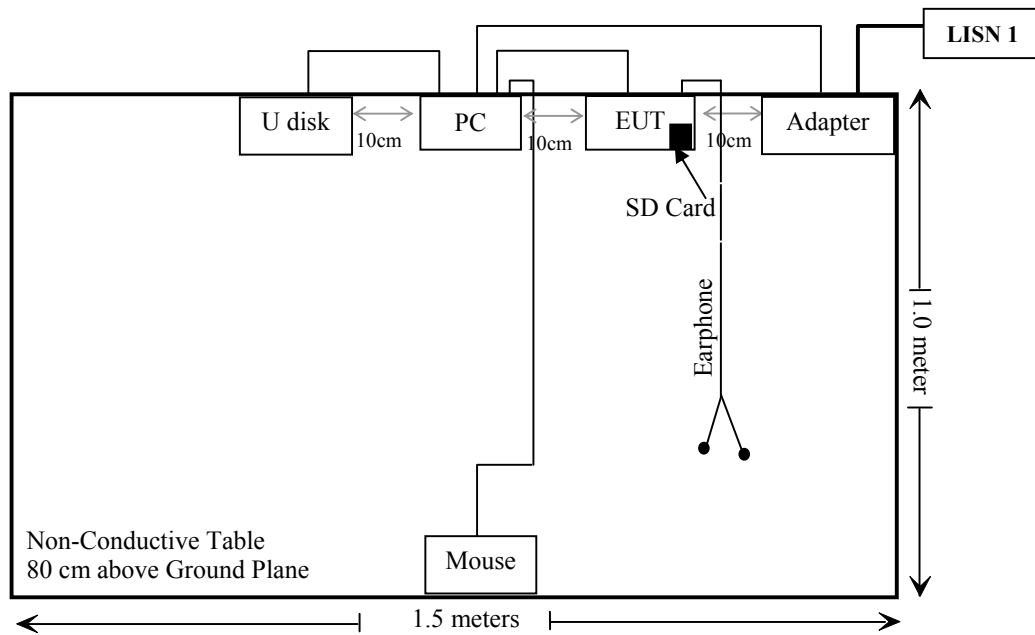 LISN 1
U disk
PC
EUT
Adapter
10cm
10cm
10cm
SD Card
Earphone
1.0 meter
Non-Conductive Table
80 cm above Ground Plane
Mouse
1.5 meters